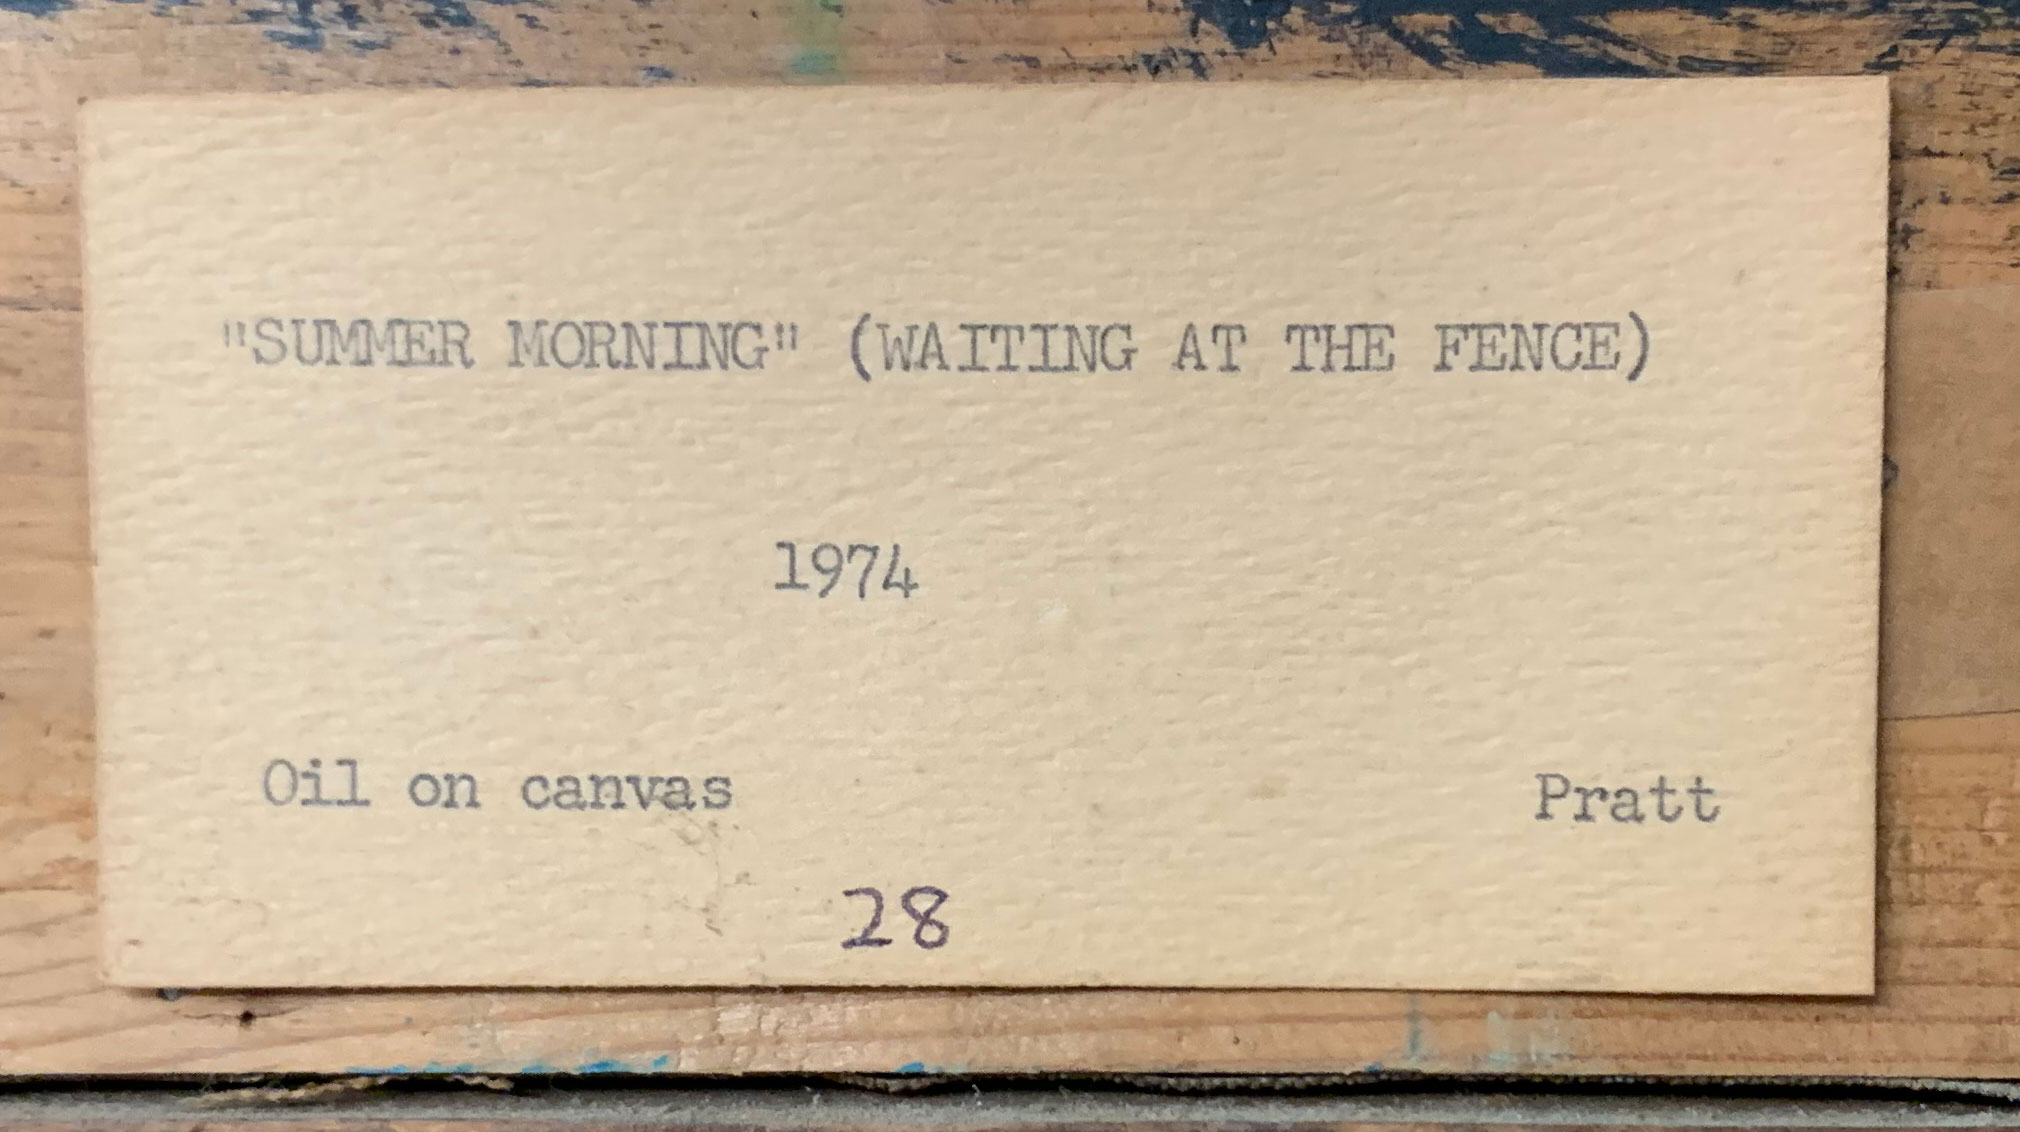 "SUMMER MORNING" (WAITING AT THE FENCE)
1974
Oil on canvas Pratt
28